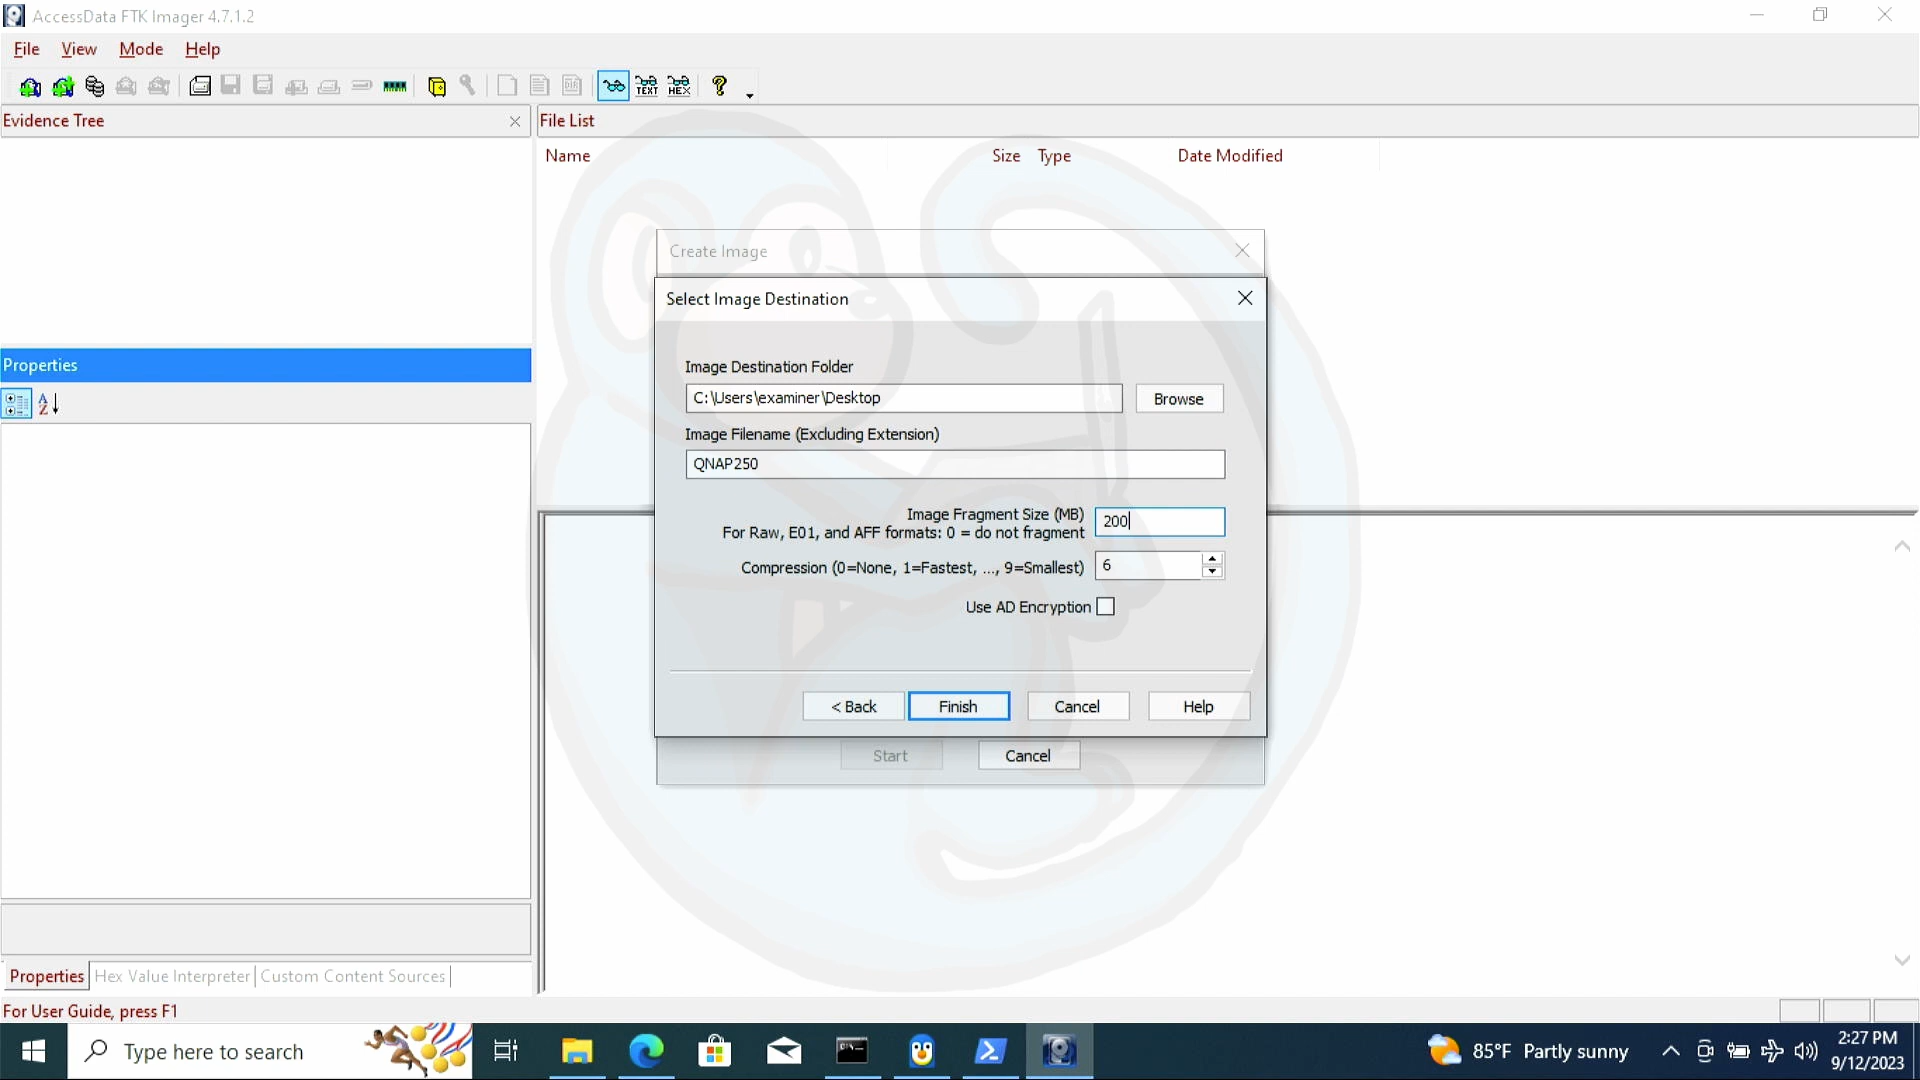 AccessData FTK Imager 4.7.1.2
File View Mode Help
TEXT HEX
Evidence Tree
File List
Name Size Type Date Modified
Create Image
Select Image Destination
Image Destination Folder
C:\Users\examiner\Desktop
Browse
Image Filename (Excluding Extension)
QNAP250
Image Fragment Size (MB)
For Raw, E01, and AFF formats: 0 = do not fragment
200
Compression (0=None, 1=Fastest, ..., 9=Smallest)
6
Use AD Encryption
< Back
Finish
Cancel
Help
Start
Cancel
Properties
Properties
Hex Value Interpreter
Custom Content Sources
For User Guide, press F1
Type here to search
85°F Partly sunny
2:27 PM
9/12/2023